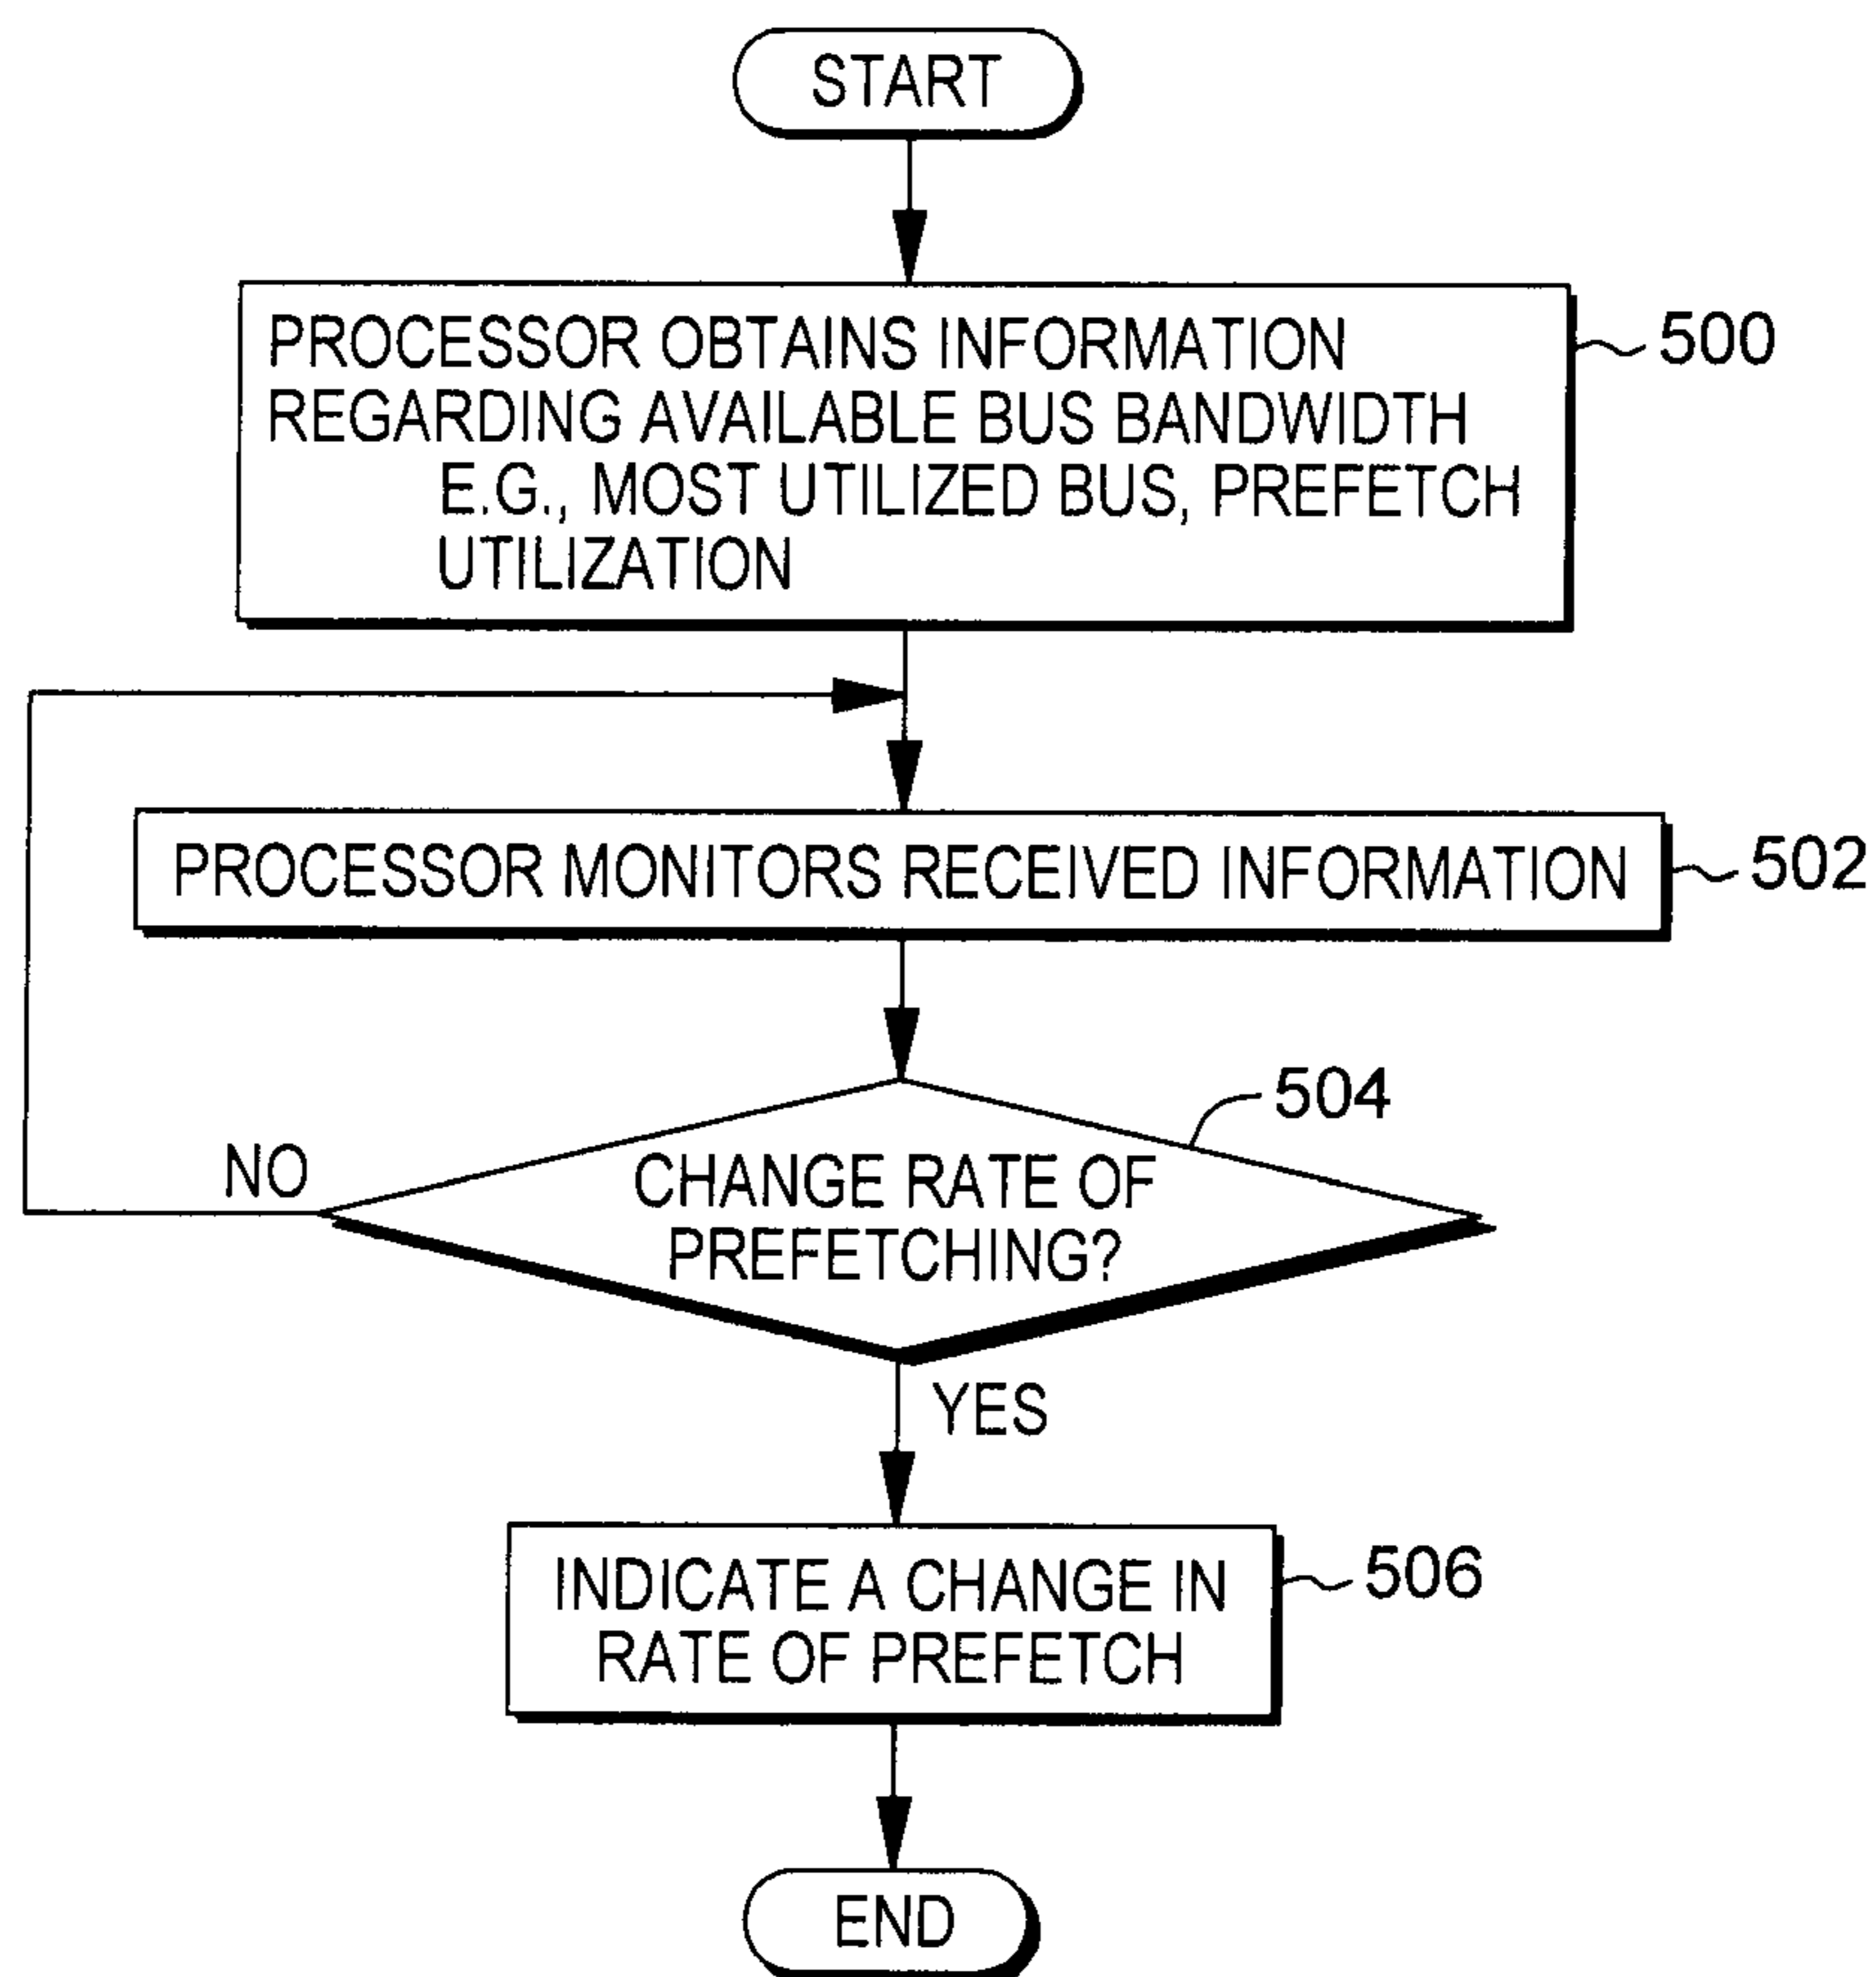 START
PROCESSOR OBTAINS INFORMATION
REGARDING AVAILABLE BUS BANDWIDTH
E.G., MOST UTILIZED BUS, PREFETCH
UTILIZATION
500
PROCESSOR MONITORS RECEIVED INFORMATION
502
504
CHANGE RATE OF
PREFETCHING?
NO
YES
INDICATE A CHANGE IN
RATE OF PREFETCH
506
END